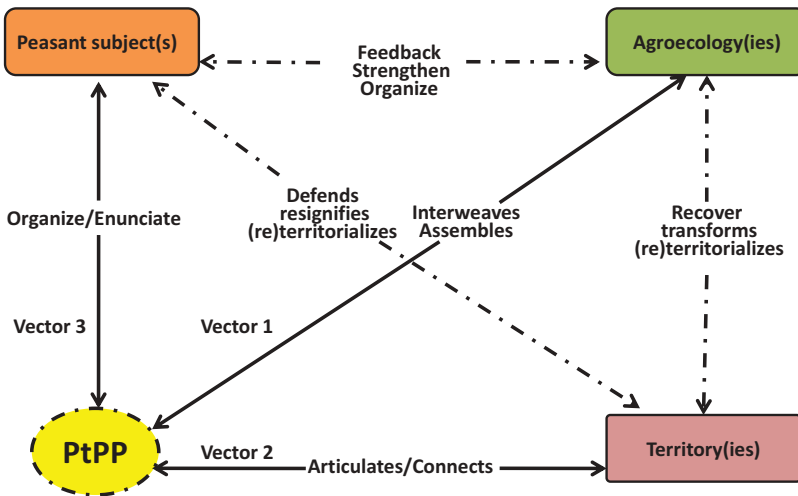 Peasant subject(s)
Agroecology(ies)
Feedback
Strengthen
Organize
Defends
resignifies
(re)territorializes
Interweaves
Assembles
Recover
transforms
(re)territorializes
Organize/Enunciate
Vector 3
Vector 1
PtPP
Vector 2
Articulates/Connects
Territory(ies)